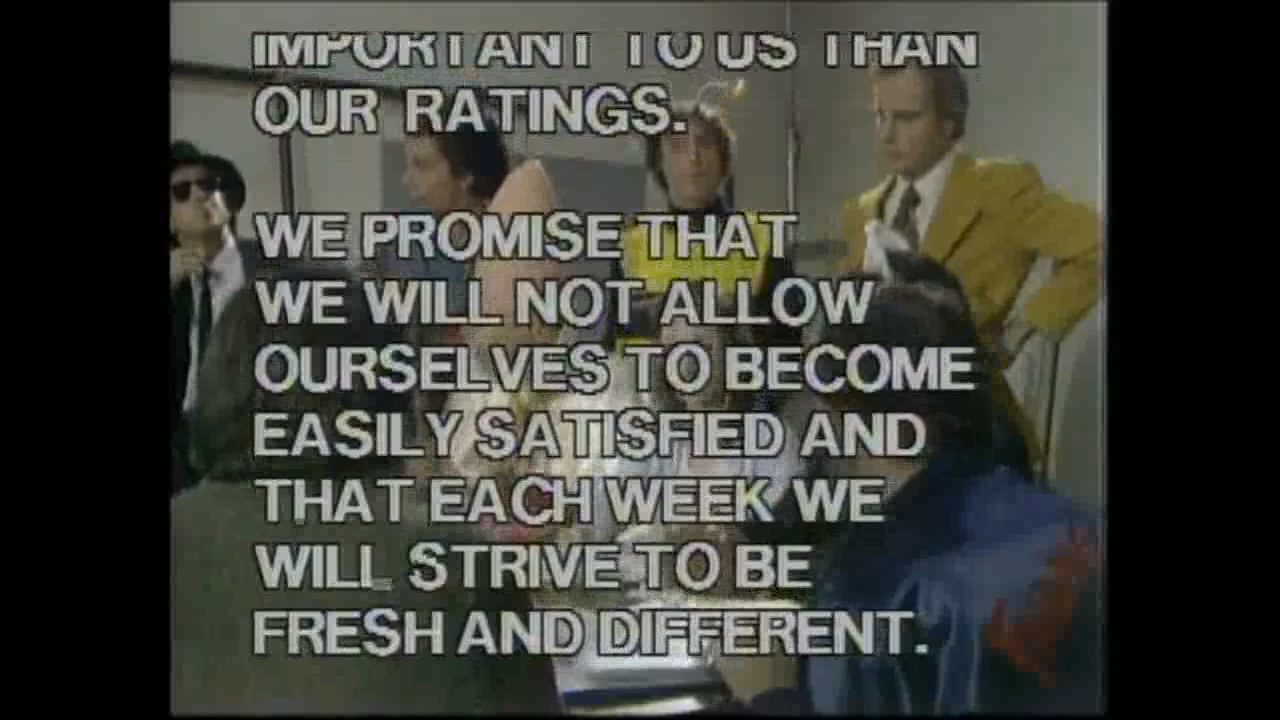 IMPORTANT TO US THAN
OUR RATINGS.
WE PROMISE THAT
WE WILL NOT ALLOW
OURSELVES TO BECOME
EASILY SATISFIED AND
THAT EACH WEEK WE
WILL STRIVE TO BE
FRESH AND DIFFERENT.